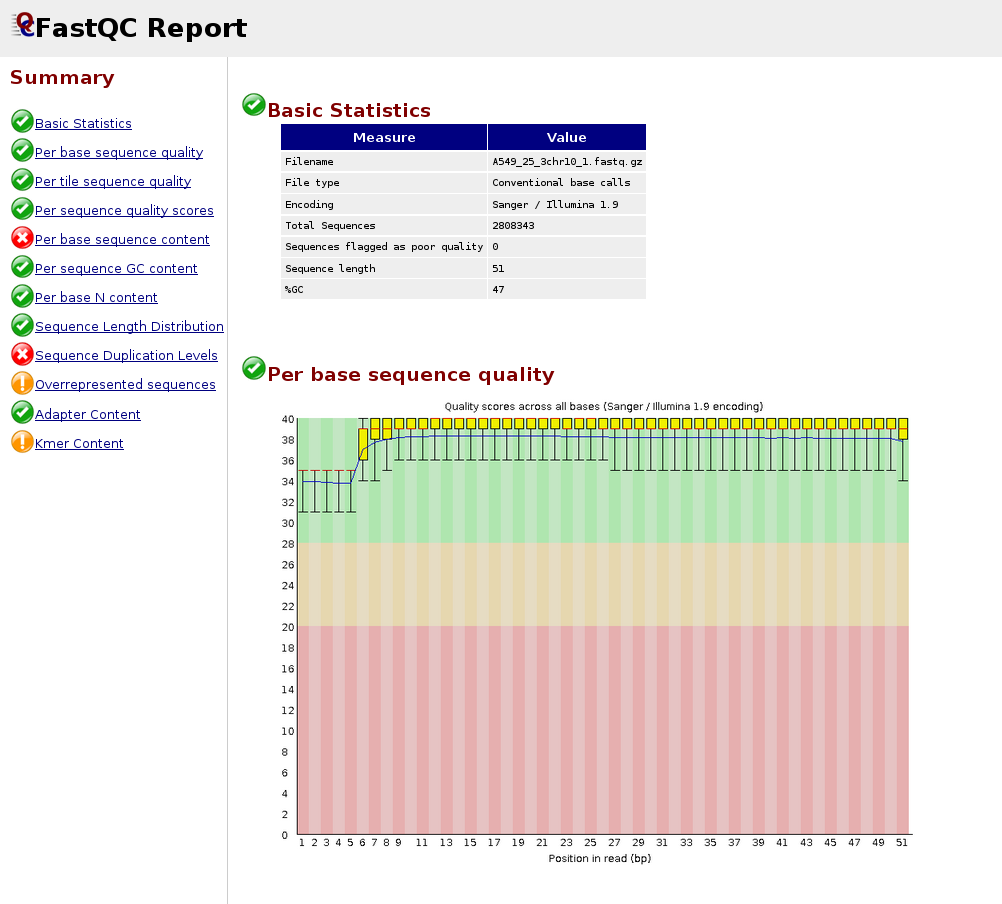 FastQC Report
Summary
Basic Statistics
Per base sequence quality
Per tile sequence quality
Per sequence quality scores
Per base sequence content
Per sequence GC content
Per base N content
Sequence Length Distribution
Sequence Duplication Levels
Overrepresented sequences
Adapter Content
Kmer Content
Basic Statistics
Measure Value
Filename A549_25_3chr10_1.fastq.gz
File type Conventional base calls
Encoding Sanger / Illumina 1.9
Total Sequences 2808343
Sequences flagged as poor quality 0
Sequence length 51
%GC 47
Per base sequence quality
Quality scores across all bases (Sanger / Illumina 1.9 encoding)
40
38
36
34
32
30
28
26
24
22
20
18
16
14
12
10
8
6
4
2
0
1 2 3 4 5 6 7 8 9 11 13 15 17 19 21 23 25 27 29 31 33 35 37 39 41 43 45 47 49 51
Position in read (bp)